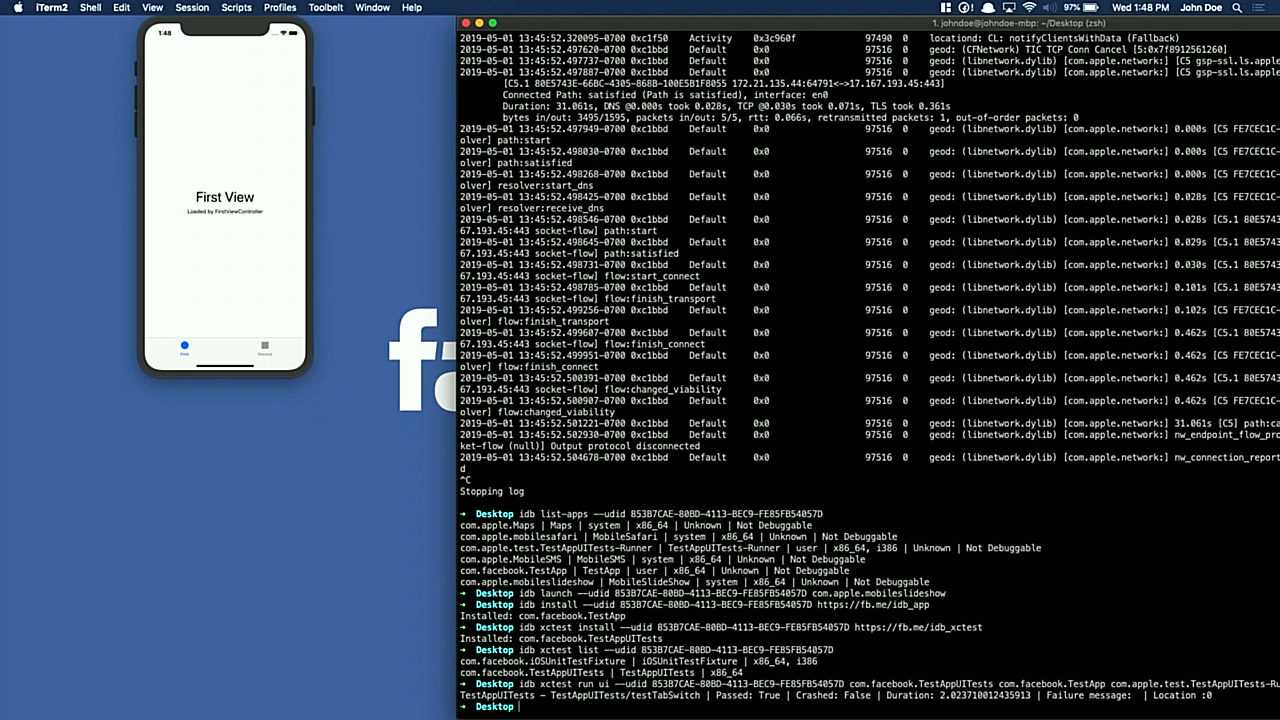 iTerm2 Shell Edit View Session Scripts Profiles Toolbelt Window Help 97% Wed 1:48 PM John Doe
1:48
First View
Loaded by FirstViewController
First Second
fa
1. johndoe@johndoe-mbp: ~/Desktop (zsh)
2019-05-01 13:45:52.320095-0700 0xc1f50 Activity 0x3c960f 97490 0 locationd: CL: notifyClientsWithData (Fallback)
2019-05-01 13:45:52.497620-0700 0xc1bbd Default 0x0 97516 0 geod: (CFNetwork) TIC TCP Conn Cancel [5:0x7f8912561260]
2019-05-01 13:45:52.497737-0700 0xc1bbd Default 0x0 97516 0 geod: (libnetwork.dylib) [com.apple.network:] [C5 gsp-ssl.ls.apple
2019-05-01 13:45:52.497887-0700 0xc1bbd Default 0x0 97516 0 geod: (libnetwork.dylib) [com.apple.network:] [C5 gsp-ssl.ls.apple
[C5.1 80E5743E-66BC-4305-8688-100E5B1F8055 172.21.135.44:64791<->17.167.193.45:443]
Connected Path: satisfied (Path is satisfied), interface: en0
Duration: 31.061s, DNS @0.000s took 0.028s, TCP @0.030s took 0.071s, TLS took 0.361s
bytes in/out: 3495/1595, packets in/out: 5/5, rtt: 0.066s, retransmitted packets: 1, out-of-order packets: 0
2019-05-01 13:45:52.497949-0700 0xc1bbd Default 0x0 97516 0 geod: (libnetwork.dylib) [com.apple.network:] 0.000s [C5 FE7CEC1C-
olver] path:start
2019-05-01 13:45:52.498030-0700 0xc1bbd Default 0x0 97516 0 geod: (libnetwork.dylib) [com.apple.network:] 0.000s [C5 FE7CEC1C-
olver] path:satisfied
2019-05-01 13:45:52.498268-0700 0xc1bbd Default 0x0 97516 0 geod: (libnetwork.dylib) [com.apple.network:] 0.000s [C5 FE7CEC1C-
olver] resolver:start_dns
2019-05-01 13:45:52.498425-0700 0xc1bbd Default 0x0 97516 0 geod: (libnetwork.dylib) [com.apple.network:] 0.028s [C5 FE7CEC1C-
olver] resolver:receive_dns
2019-05-01 13:45:52.498546-0700 0xc1bbd Default 0x0 97516 0 geod: (libnetwork.dylib) [com.apple.network:] 0.028s [C5.1 80E5743
67.193.45:443 socket-flow] path:start
2019-05-01 13:45:52.498645-0700 0xc1bbd Default 0x0 97516 0 geod: (libnetwork.dylib) [com.apple.network:] 0.029s [C5.1 80E5743
67.193.45:443 socket-flow] path:satisfied
2019-05-01 13:45:52.498731-0700 0xc1bbd Default 0x0 97516 0 geod: (libnetwork.dylib) [com.apple.network:] 0.030s [C5.1 80E5743
67.193.45:443 socket-flow] flow:start_connect
2019-05-01 13:45:52.498785-0700 0xc1bbd Default 0x0 97516 0 geod: (libnetwork.dylib) [com.apple.network:] 0.101s [C5.1 80E5743
67.193.45:443 socket-flow] flow:finish_transport
2019-05-01 13:45:52.499256-0700 0xc1bbd Default 0x0 97516 0 geod: (libnetwork.dylib) [com.apple.network:] 0.102s [C5 FE7CEC1C-
olver] flow:finish_transport
2019-05-01 13:45:52.499607-0700 0xc1bbd Default 0x0 97516 0 geod: (libnetwork.dylib) [com.apple.network:] 0.462s [C5.1 80E5743
67.193.45:443 socket-flow] flow:finish_connect
2019-05-01 13:45:52.499951-0700 0xc1bbd Default 0x0 97516 0 geod: (libnetwork.dylib) [com.apple.network:] 0.462s [C5 FE7CEC1C-
olver] flow:finish_connect
2019-05-01 13:45:52.500391-0700 0xc1bbd Default 0x0 97516 0 geod: (libnetwork.dylib) [com.apple.network:] 0.462s [C5.1 80E5743
67.193.45:443 socket-flow] flow:changed_viability
2019-05-01 13:45:52.500907-0700 0xc1bbd Default 0x0 97516 0 geod: (libnetwork.dylib) [com.apple.network:] 0.462s [C5 FE7CEC1C-
olver] flow:changed_viability
2019-05-01 13:45:52.501221-0700 0xc1bbd Default 0x0 97516 0 geod: (libnetwork.dylib) [com.apple.network:] 31.061s [C5] path:ca
2019-05-01 13:45:52.502930-0700 0xc1bbd Default 0x0 97516 0 geod: (libnetwork.dylib) [com.apple.network:] nw_endpoint_flow_pro
ket-flow (null)] Output protocol disconnected
2019-05-01 13:45:52.504678-0700 0xc1bbd Default 0x0 97516 0 geod: (libnetwork.dylib) [com.apple.network:] nw_connection_report
d
^C
Stopping log
→ Desktop idb list-apps --udid 853B7CAE-80BD-4113-BEC9-FE85FB54057D
com.apple.Maps | Maps | system | x86_64 | Unknown | Not Debuggable
com.apple.mobilesafari | MobileSafari | system | x86_64 | Unknown | Not Debuggable
com.apple.test.TestAppUITests-Runner | TestAppUITests-Runner | user | x86_64, i386 | Unknown | Not Debuggable
com.apple.MobileSMS | MobileSMS | system | x86_64 | Unknown | Not Debuggable
com.facebook.TestApp | TestApp | user | x86_64 | Unknown | Not Debuggable
com.apple.mobileslideshow | MobileSlideShow | system | x86_64 | Unknown | Not Debuggable
→ Desktop idb launch --udid 853B7CAE-80BD-4113-BEC9-FE85FB54057D com.apple.mobileslideshow
→ Desktop idb install --udid 853B7CAE-80BD-4113-BEC9-FE85FB54057D https://fb.me/idb_app
Installed: com.facebook.TestApp
→ Desktop idb xctest install --udid 853B7CAE-80BD-4113-BEC9-FE85FB54057D https://fb.me/idb_xctest
Installed: com.facebook.TestAppUITests
→ Desktop idb xctest list --udid 853B7CAE-80BD-4113-BEC9-FE85FB54057D
com.facebook.iOSUnitTestFixture | iOSUnitTestFixture | x86_64, i386
com.facebook.TestAppUITests | TestAppUITests | x86_64
→ Desktop idb xctest run ui --udid 853B7CAE-80BD-4113-BEC9-FE85FB54057D com.facebook.TestAppUITests com.facebook.TestApp com.apple.test.TestAppUITests-Ru
TestAppUITests - TestAppUITests/testTabSwitch | Passed: True | Crashed: False | Duration: 2.023710012435913 | Failure message: | Location :0
→ Desktop